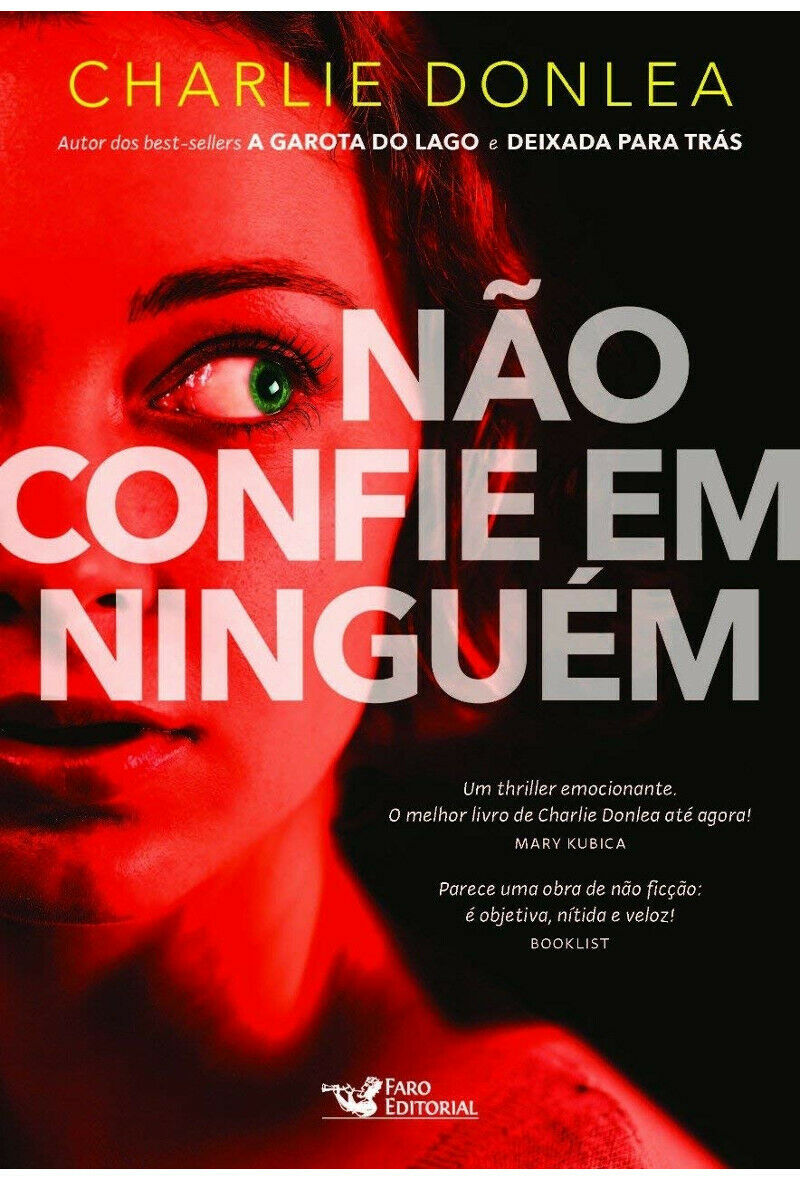 CHARLIE DONLEA
Autor dos best-sellers A GAROTA DO LAGO e DEIXADA PARA TRÁS
NÃO
CONFIE EM
NINGUÉM
Um thriller emocionante.
O melhor livro de Charlie Donlea até agora!
MARY KUBICA
Parece uma obra de não ficção:
é objetiva, nítida e veloz!
BOOKLIST
FARO
EDITORIAL